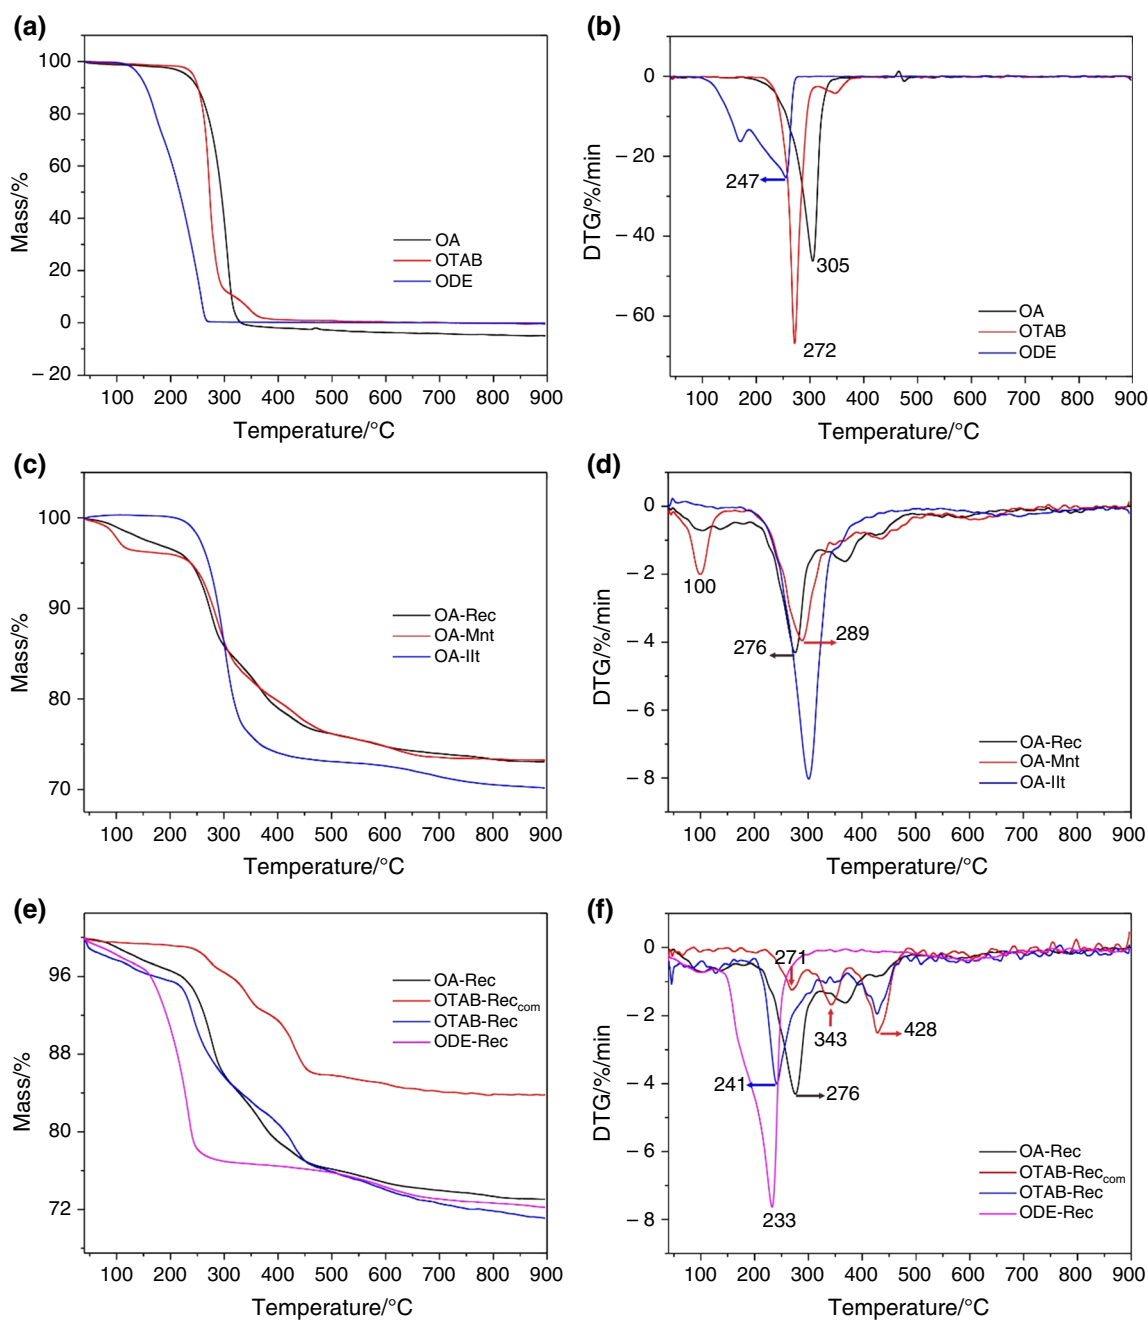 (a)
Mass/%
100
80
60
40
20
0
– 20
OA
OTAB
ODE
100 200 300 400 500 600 700 800 900
Temperature/°C
(b)
DTG/%/min
0
– 20
– 40
– 60
247
305
272
OA
OTAB
ODE
100 200 300 400 500 600 700 800 900
Temperature/°C
(c)
Mass/%
100
90
80
70
OA-Rec
OA-Mnt
OA-Ilt
100 200 300 400 500 600 700 800 900
Temperature/°C
(d)
DTG/%/min
0
– 2
– 4
– 6
– 8
100
276
289
OA-Rec
OA-Mnt
OA-Ilt
100 200 300 400 500 600 700 800 900
Temperature/°C
(e)
Mass/%
96
88
80
72
OA-Rec
OTAB-Rec com
OTAB-Rec
ODE-Rec
100 200 300 400 500 600 700 800 900
Temperature/°C
(f)
DTG/%/min
0
– 2
– 4
– 6
– 8
271
343
428
241
276
233
OA-Rec
OTAB-Rec com
OTAB-Rec
ODE-Rec
100 200 300 400 500 600 700 800 900
Temperature/°C